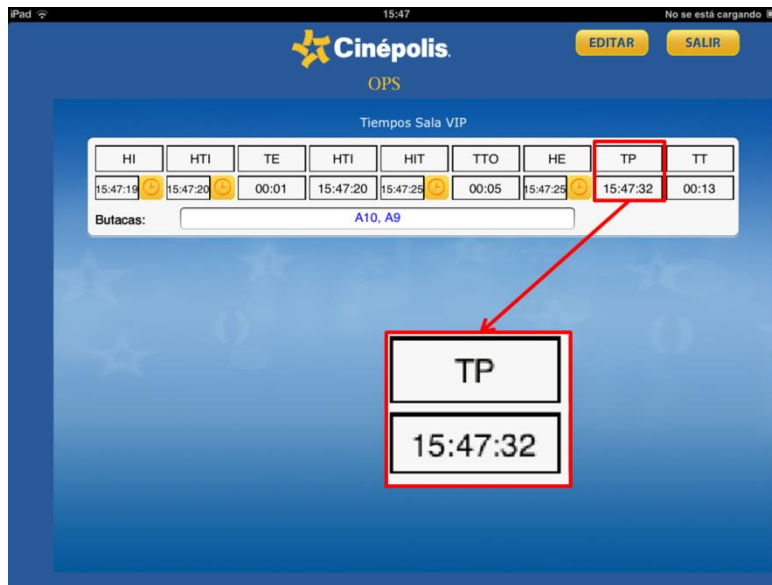 iPad 15:47 No se está cargando
Cinépolis.
EDITAR SALIR
OPS
Tiempos Sala VIP
HI HTI TE HTI HIT TTO HE TP TT
15:47:19 15:47:20 00:01 15:47:20 15:47:25 00:05 15:47:25 15:47:32 00:13
Butacas: A10, A9
TP
15:47:32